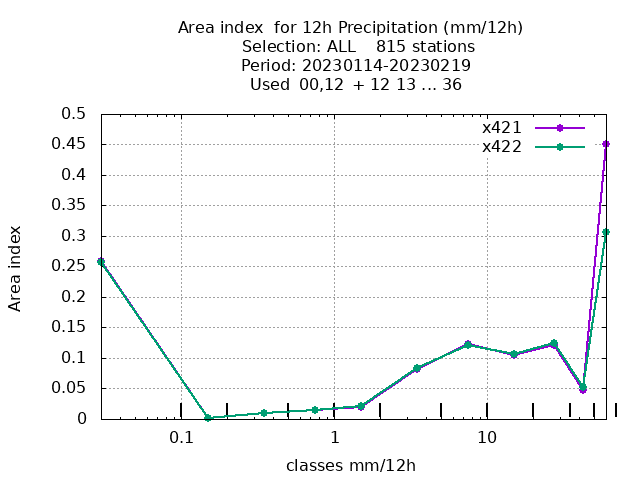 Area index  for 12h Precipitation (mm/12h)
Selection: ALL    815 stations
Period: 20230114-20230219
Used  00,12  + 12 13 ... 36
x421
x422
0.5
0.45
0.4
0.35
0.3
0.25
0.2
0.15
0.1
0.05
0
Area index
0.1 1 10
classes mm/12h